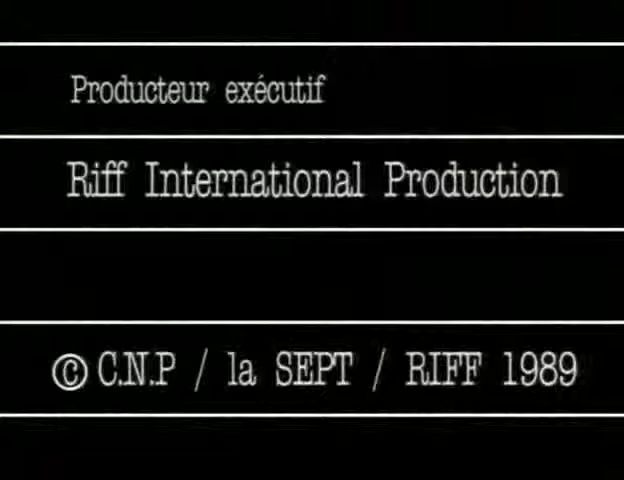 Producteur exécutif
Riff International Production
© C.N.P / la SEPT / RIFF 1989